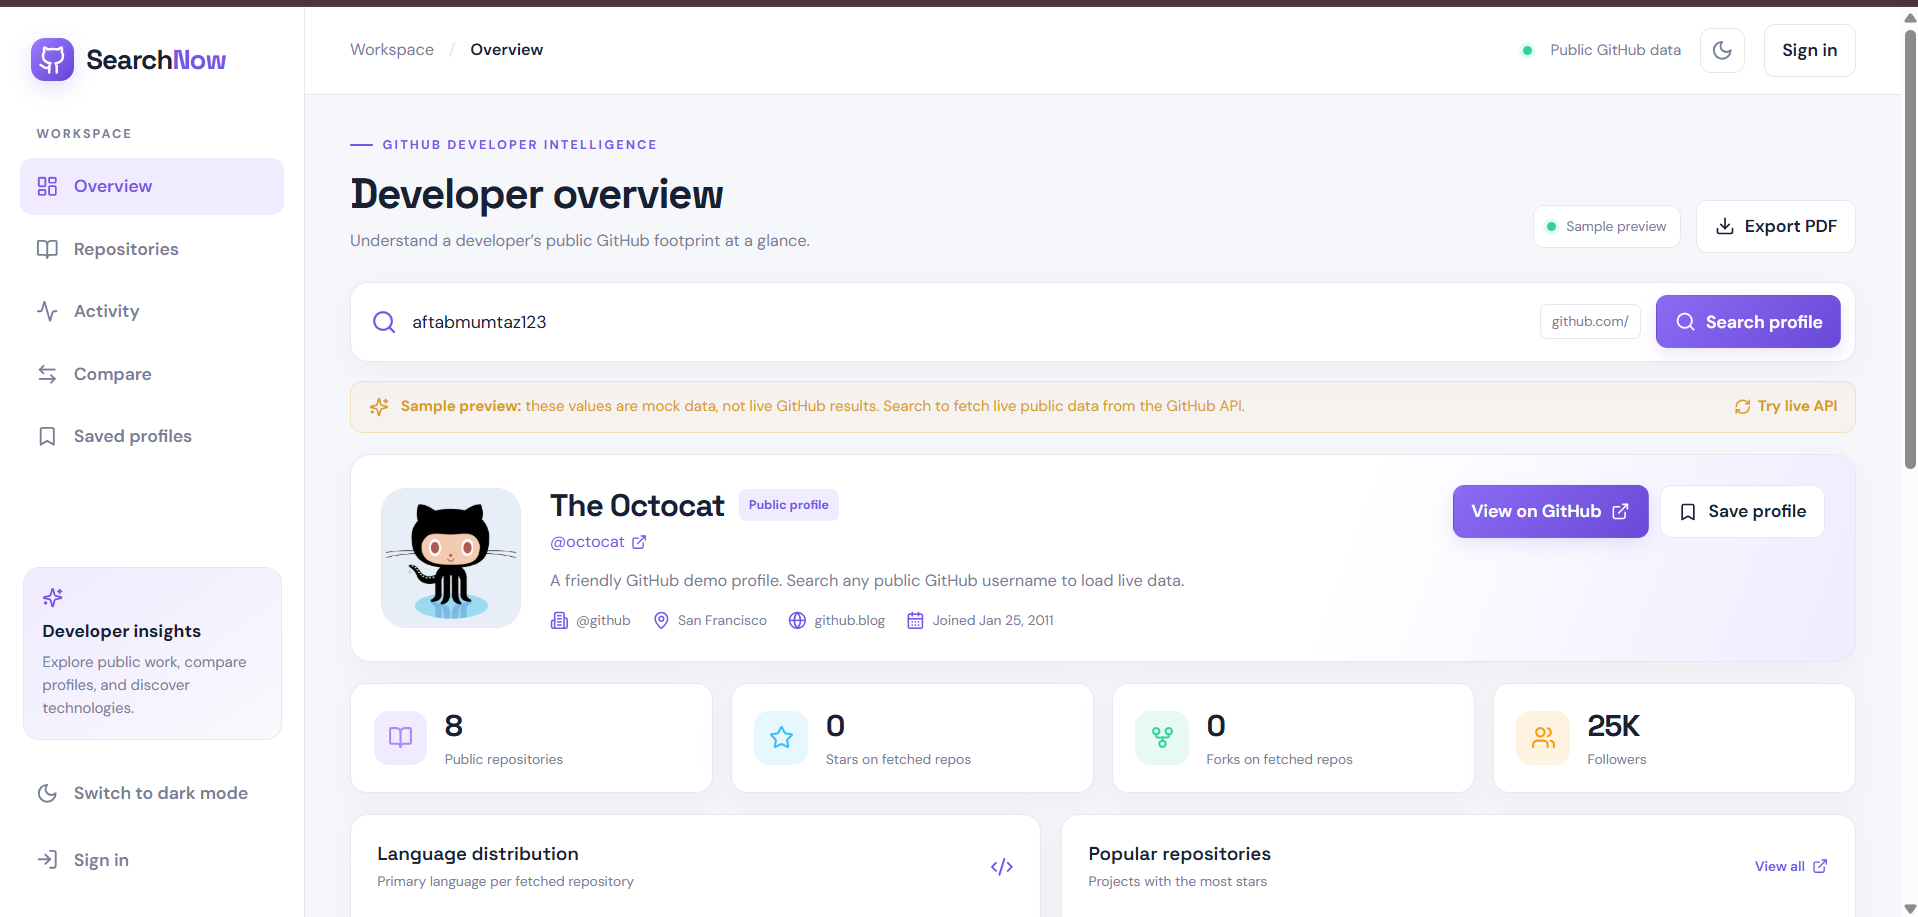 SearchNow
WORKSPACE
Overview
Repositories
Activity
Compare
Saved profiles
Developer insights
Explore public work, compare
profiles, and discover
technologies.
Switch to dark mode
Sign in
Workspace / Overview
Public GitHub data
Sign in
GITHUB DEVELOPER INTELLIGENCE
Developer overview
Understand a developer’s public GitHub footprint at a glance.
Sample preview
Export PDF
aftabmumtaz123
github.com/
Search profile
Sample preview: these values are mock data, not live GitHub results. Search to fetch live public data from the GitHub API.
Try live API
The Octocat
Public profile
@octocat
A friendly GitHub demo profile. Search any public GitHub username to load live data.
@github
San Francisco
github.blog
Joined Jan 25, 2011
View on GitHub
Save profile
8
Public repositories
0
Stars on fetched repos
0
Forks on fetched repos
25K
Followers
Language distribution
Primary language per fetched repository
</>
Popular repositories
Projects with the most stars
View all